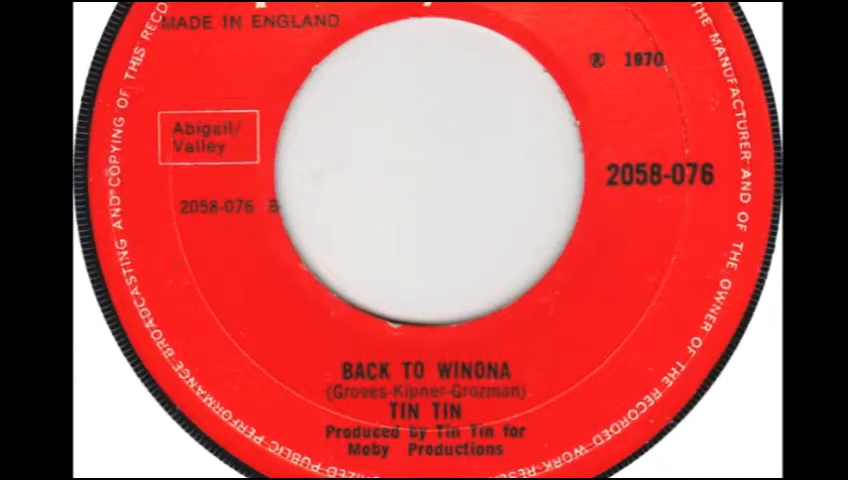 MADE IN ENGLAND
℗ 1970
Abigail/
Valley
2058-076
2058-076 B
BACK TO WINONA
(Groves-Kipner-Grozman)
TIN TIN
Produced by Tin Tin for
Moby Productions
THE MANUFACTURER AND OF THE OWNER OF THE RECORDED WORK RESE
PUBLIC PERFORMANCE BROADCASTING AND COPYING OF THIS RECO